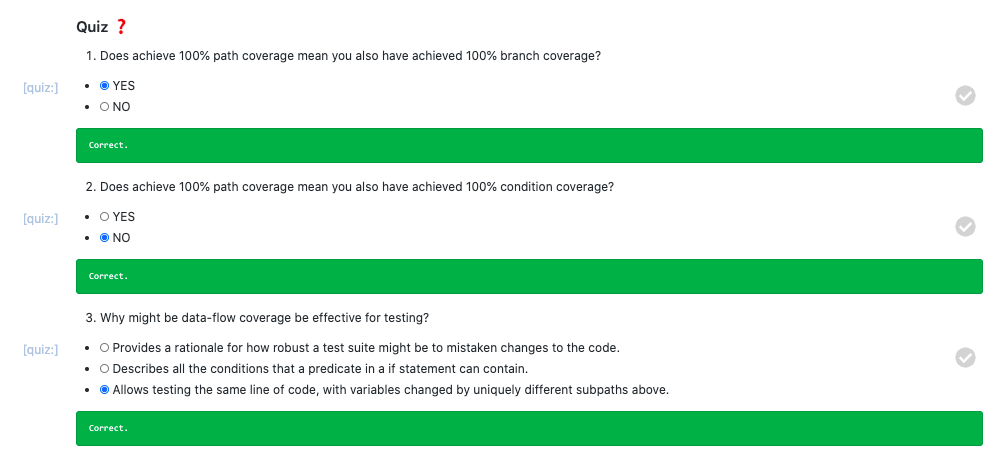 Quiz ❓
1. Does achieve 100% path coverage mean you also have achieved 100% branch coverage?
[quiz:]
• YES
• NO
Correct.
2. Does achieve 100% path coverage mean you also have achieved 100% condition coverage?
[quiz:]
• YES
• NO
Correct.
3. Why might be data-flow coverage be effective for testing?
[quiz:]
• Provides a rationale for how robust a test suite might be to mistaken changes to the code.
• Describes all the conditions that a predicate in a if statement can contain.
• Allows testing the same line of code, with variables changed by uniquely different subpaths above.
Correct.